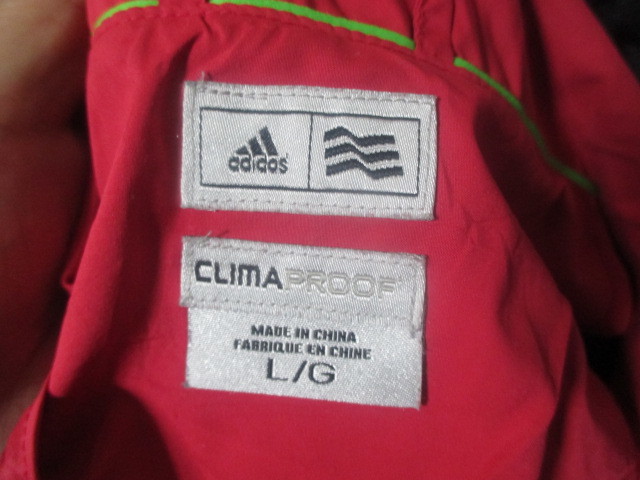 adidas
CLIMAPROOF
MADE IN CHINA
FABRIQUE EN CHINE
L/G